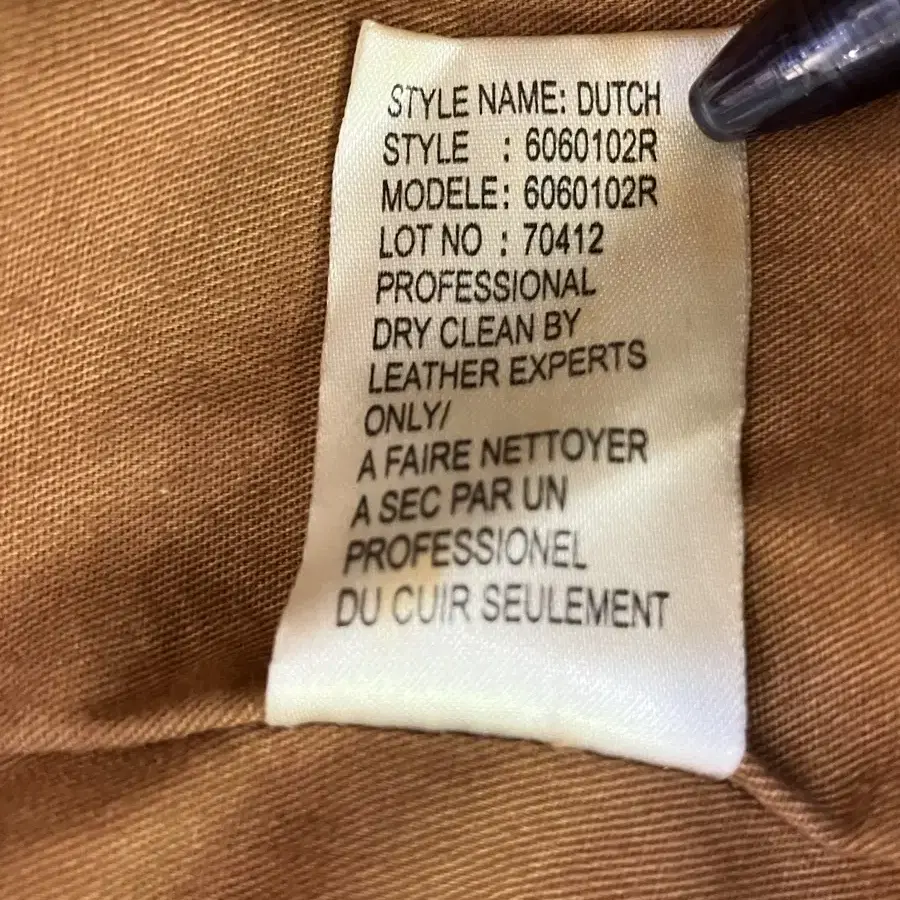 STYLE NAME: DUTCH
STYLE : 6060102R
MODELE: 6060102R
LOT NO : 70412
PROFESSIONAL
DRY CLEAN BY
LEATHER EXPERTS
ONLY/
A FAIRE NETTOYER
A SEC PAR UN
PROFESSIONEL
DU CUIR SEULEMENT